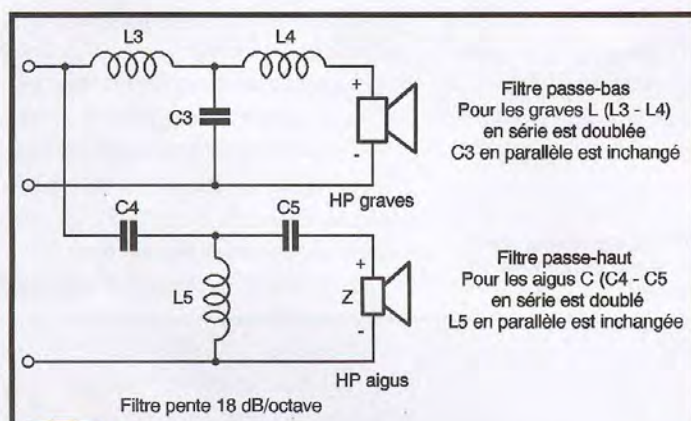 L3
L4
C3
+
-
HP graves
Filtre passe-bas
Pour les graves L (L3 - L4)
en série est doublée
C3 en parallèle est inchangé
C4
C5
L5
+
Z
-
HP aigus
Filtre passe-haut
Pour les aigus C (C4 - C5
en série est doublé
L5 en parallèle est inchangée
Filtre pente 18 dB/octave